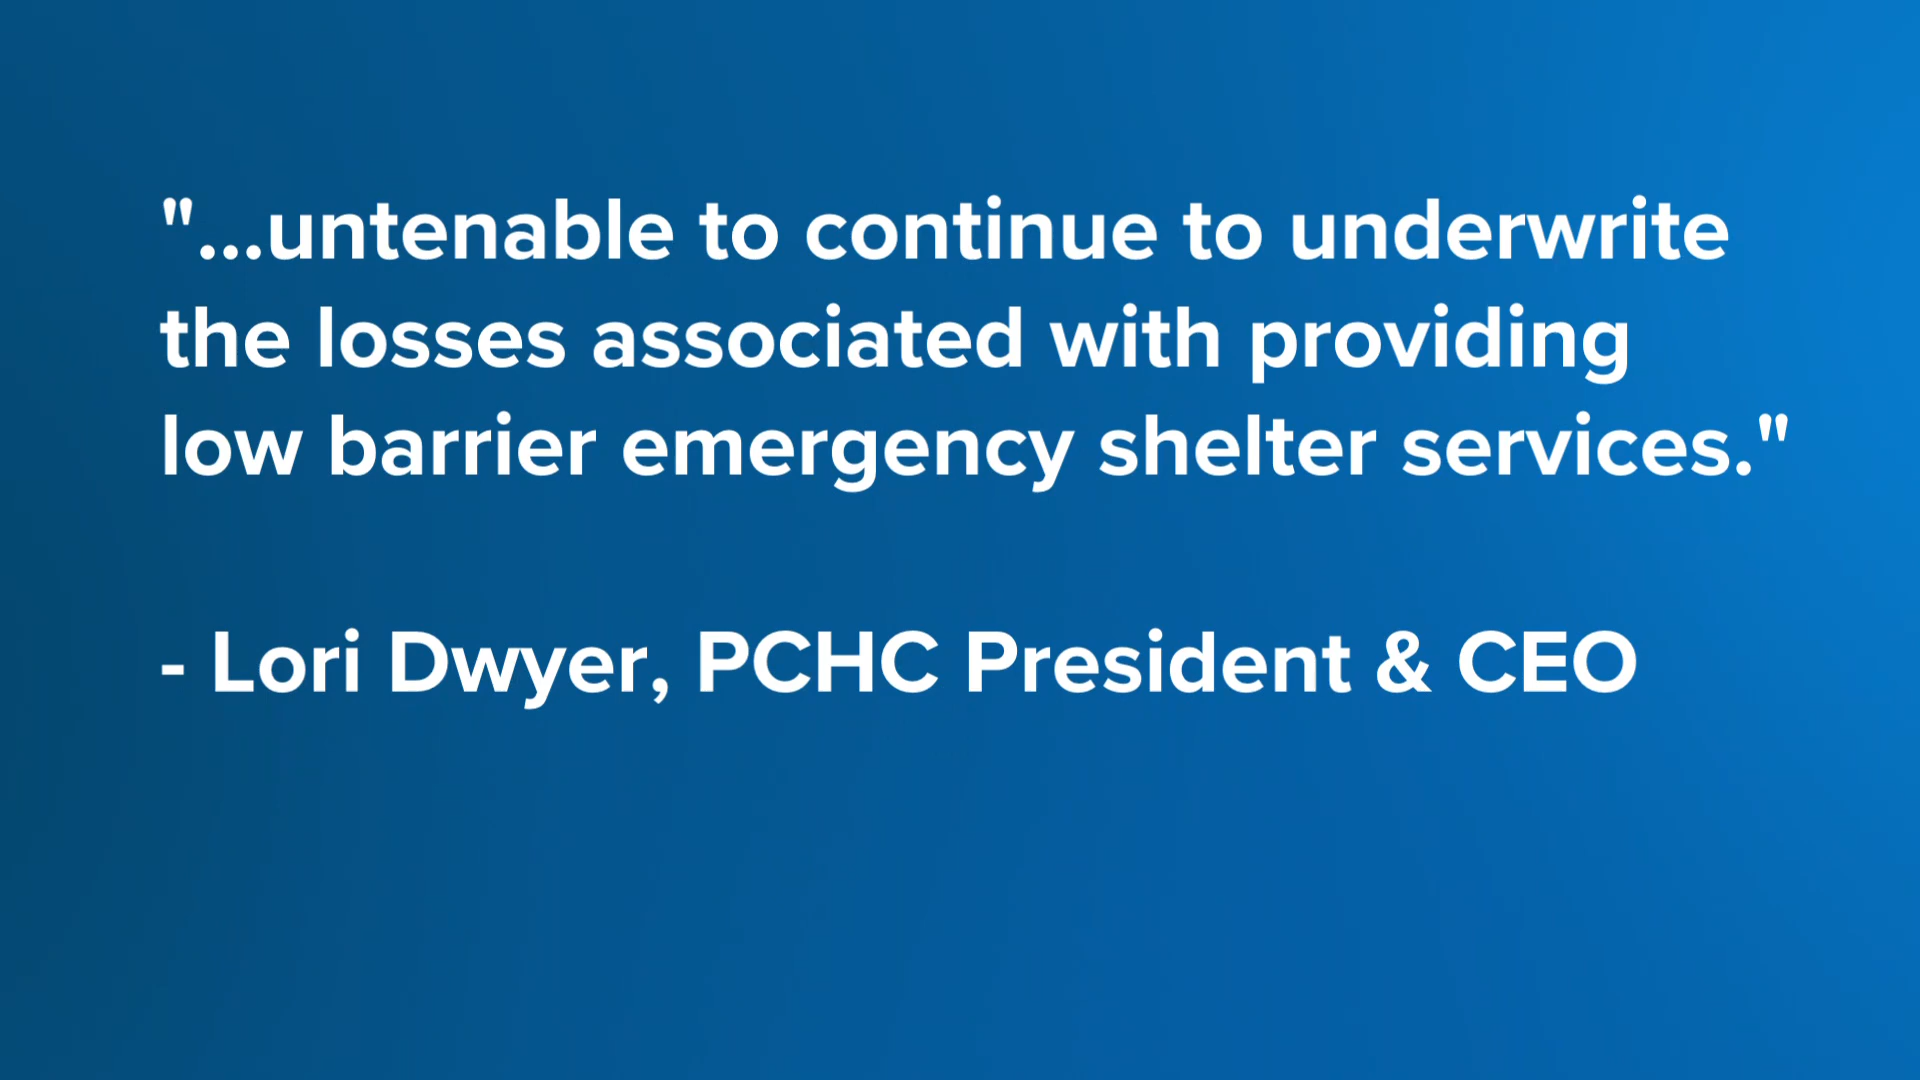 "...untenable to continue to underwrite
the losses associated with providing
low barrier emergency shelter services."
- Lori Dwyer, PCHC President & CEO